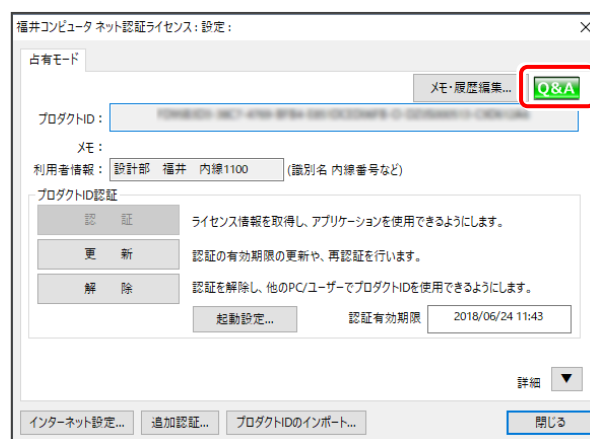 福井コンピュータ ネット認証ライセンス : 設定 :
占有モード
メモ・履歴編集... Q&A
プロダクトID :
メモ :
利用者情報 : 設計部 福井 内線1100 (識別名 内線番号など)
プロダクトID認証
認 証 ライセンス情報を取得し、アプリケーションを使用できるようにします。
更 新 認証の有効期限の更新や、再認証を行います。
解 除 認証を解除し、他のPC/ユーザーでプロダクトIDを使用できるようにします。
起動設定... 認証有効期限 2018/06/24 11:43
詳細 ▼
インターネット設定... 追加認証... プロダクトIDのインポート... 閉じる